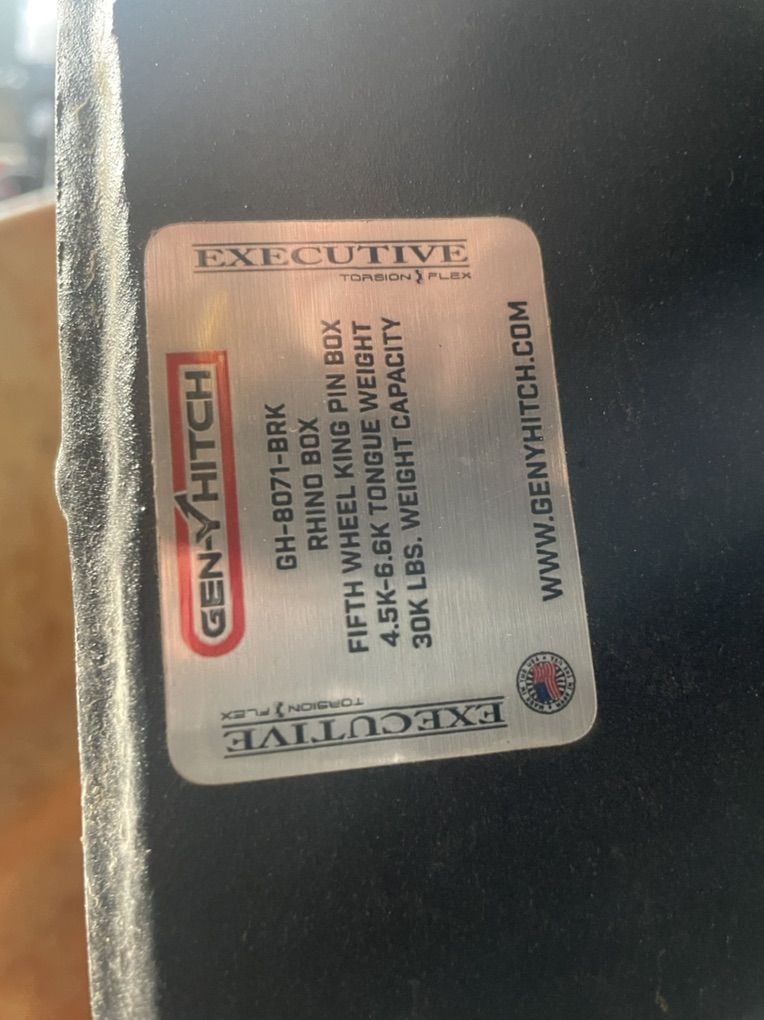 EXECUTIVE
TORSION FLEX
GEN-Y HITCH
GH-8071-BRK
RHINO BOX
FIFTH WHEEL KING PIN BOX
4.5K-6.6K TONGUE WEIGHT
30K LBS. WEIGHT CAPACITY
WWW.GENYHITCH.COM
EXECUTIVE
TORSION FLEX